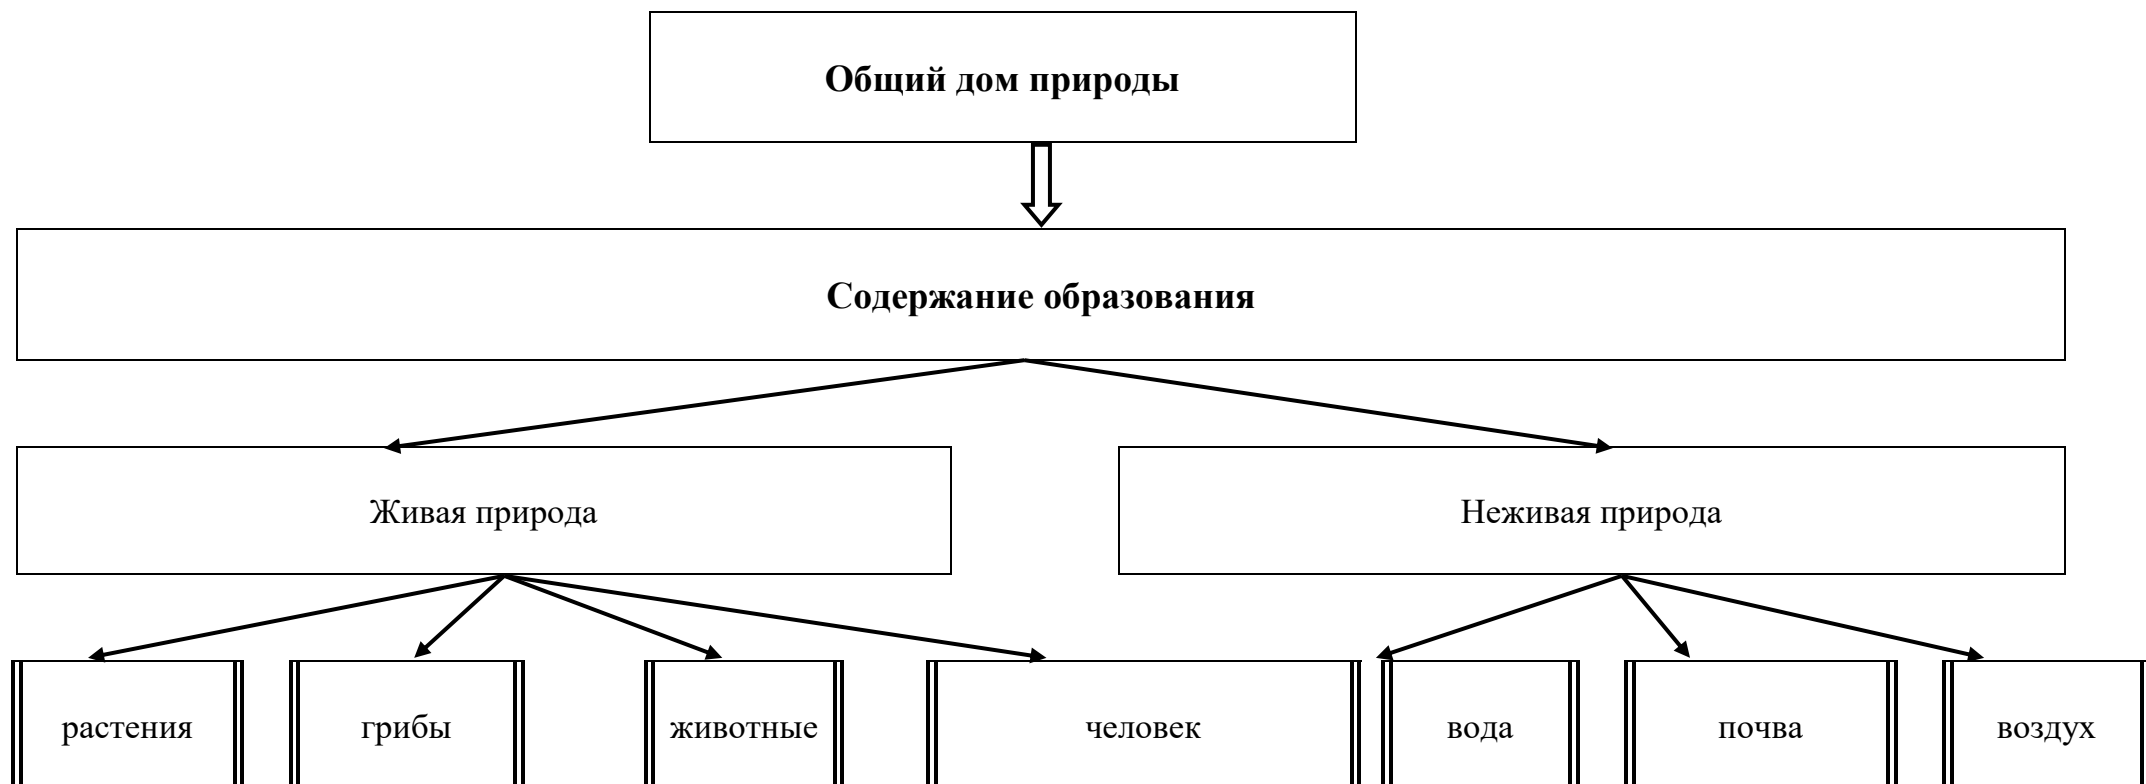 Общий дом природы
Содержание образования
Живая природа
Неживая природа
растения
грибы
животные
человек
вода
почва
воздух